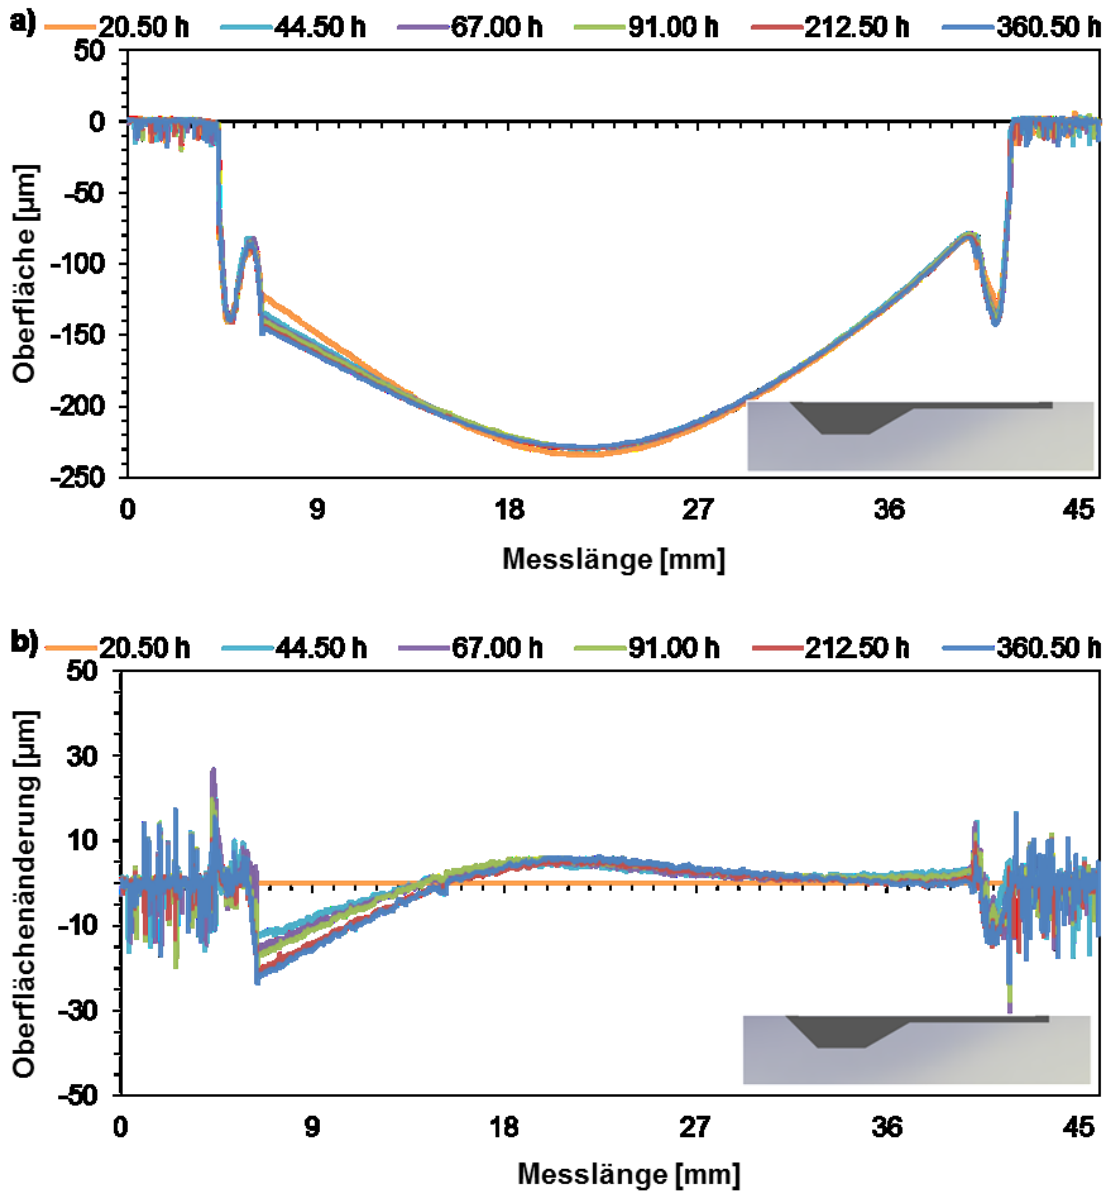 a) 20.50 h 44.50 h 67.00 h 91.00 h 212.50 h 360.50 h
50
0
-50
-100
-150
-200
-250
Oberfläche [µm]
0 9 18 27 36 45
Messlänge [mm]
b) 20.50 h 44.50 h 67.00 h 91.00 h 212.50 h 360.50 h
50
30
10
-10
-30
-50
Oberflächenänderung [µm]
0 9 18 27 36 45
Messlänge [mm]